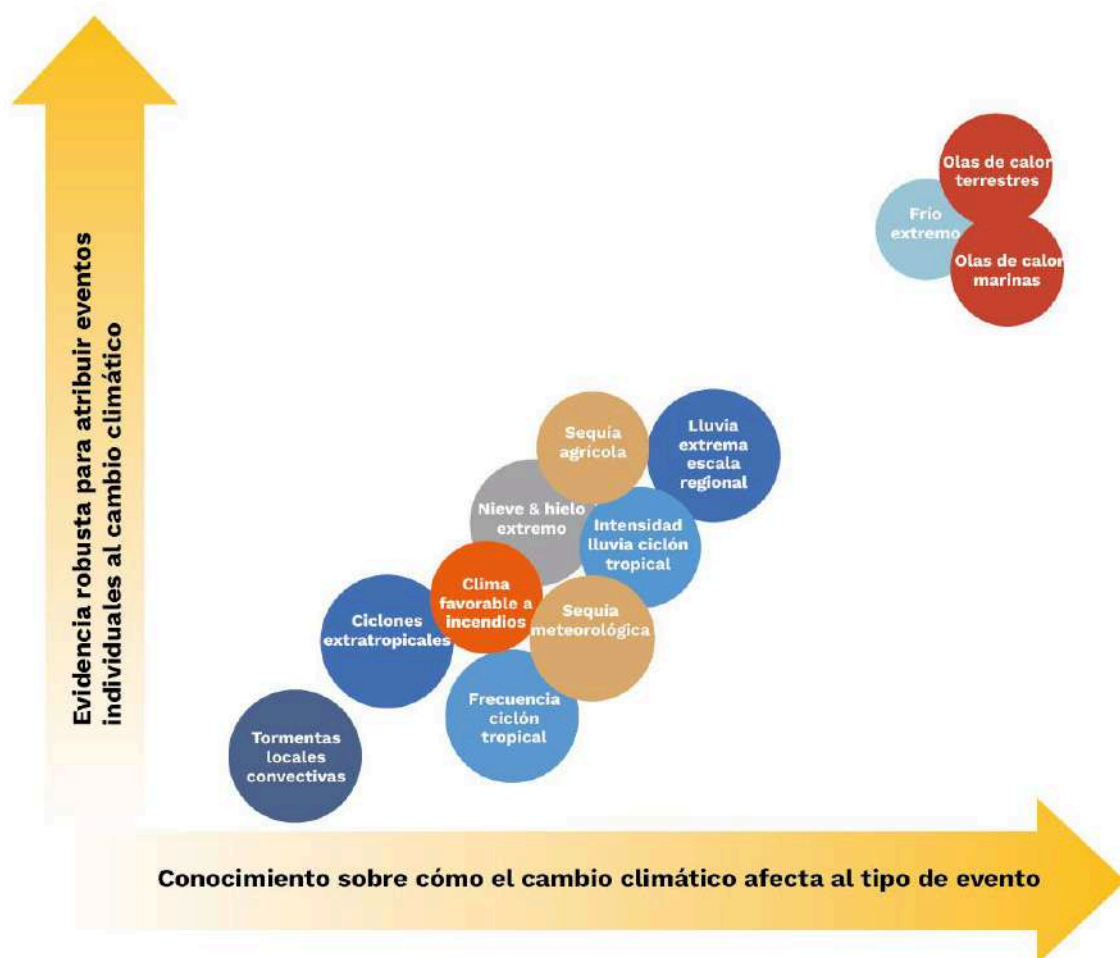 Evidencia robusta para atribuir eventos
individuales al cambio climático
Olas de calor
terrestres
Frío
extremo
Olas de calor
marinas
Sequía
agrícola
Lluvia
extrema
escala
regional
Nieve & hielo
extremo
Intensidad
lluvia ciclón
tropical
Clima
favorable a
incendios
Sequía
meteorológica
Ciclones
extratropicales
Frecuencia
ciclón
tropical
Tormentas
locales
convectivas
Conocimiento sobre cómo el cambio climático afecta al tipo de evento